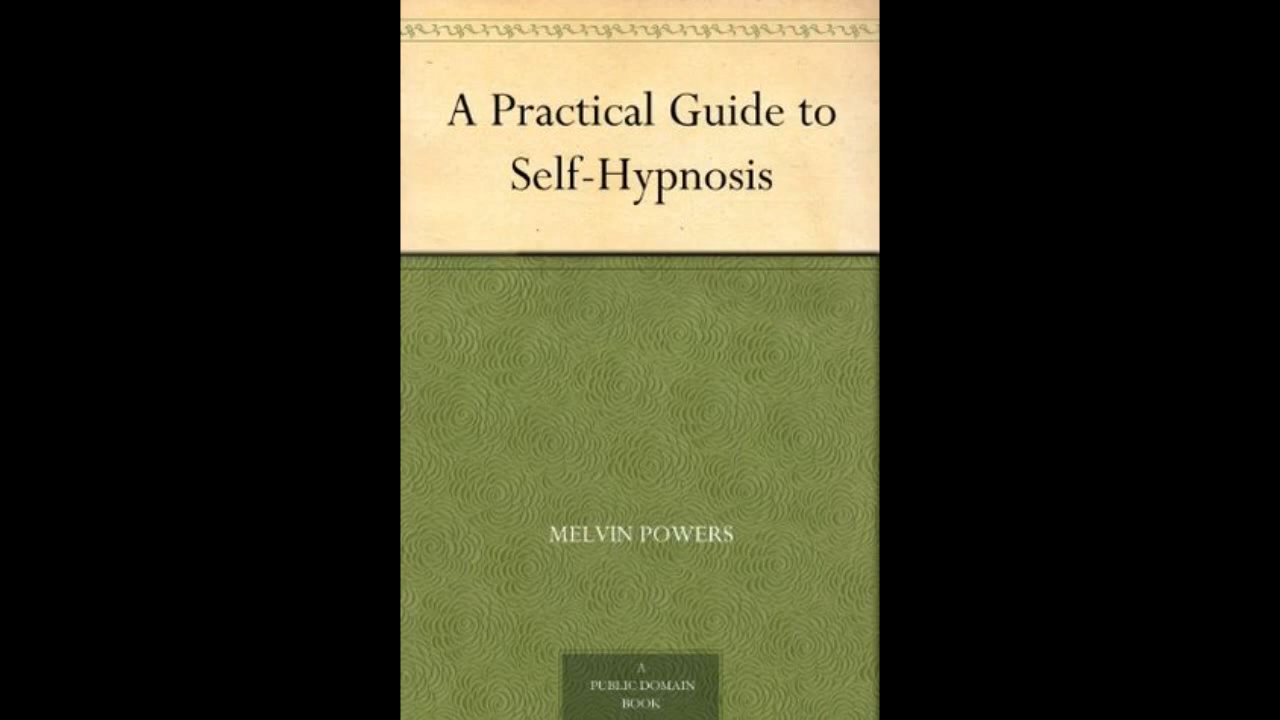 A Practical Guide to
Self-Hypnosis
MELVIN POWERS
A
PUBLIC DOMAIN
BOOK